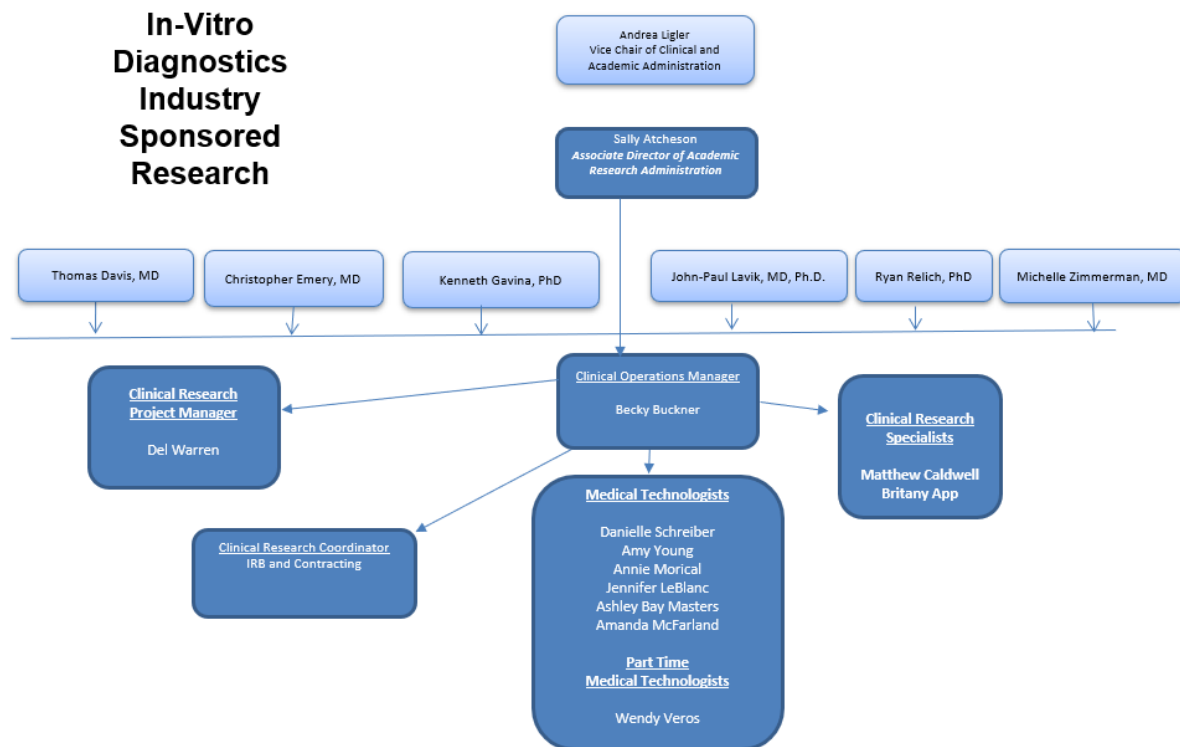 In-Vitro
Diagnostics
Industry
Sponsored
Research
Andrea Ligler
Vice Chair of Clinical and
Academic Administration
Sally Atcheson
Associate Director of Academic
Research Administration
Thomas Davis, MD
Christopher Emery, MD
Kenneth Gavina, PhD
John-Paul Lavik, MD, Ph.D.
Ryan Relich, PhD
Michelle Zimmerman, MD
Clinical Research
Project Manager
Del Warren
Clinical Operations Manager
Becky Buckner
Clinical Research
Specialists
Matthew Caldwell
Britany App
Clinical Research Coordinator
IRB and Contracting
Medical Technologists
Danielle Schreiber
Amy Young
Annie Morical
Jennifer LeBlanc
Ashley Bay Masters
Amanda McFarland
Part Time
Medical Technologists
Wendy Veros